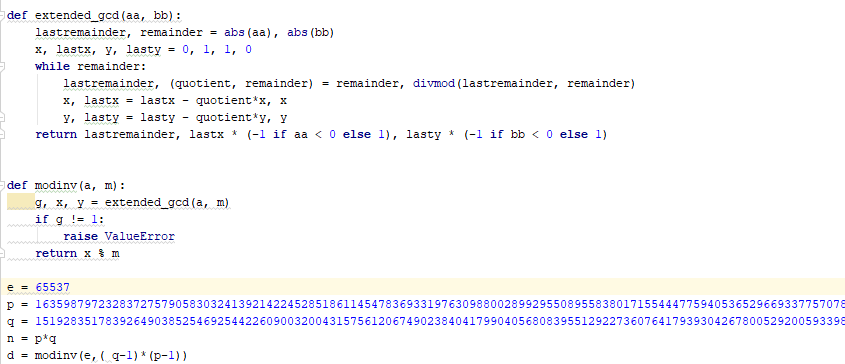 def extended_gcd(aa, bb):
lastremainder, remainder = abs(aa), abs(bb)
x, lastx, y, lasty = 0, 1, 1, 0
while remainder:
lastremainder, (quotient, remainder) = remainder, divmod(lastremainder, remainder)
x, lastx = lastx - quotient*x, x
y, lasty = lasty - quotient*y, y
return lastremainder, lastx * (-1 if aa < 0 else 1), lasty * (-1 if bb < 0 else 1)
def modinv(a, m):
g, x, y = extended_gcd(a, m)
if g != 1:
raise ValueError
return x % m
e = 65537
p = 16359879723283727579058303241392142245285186114547836933197630988002899295508955838017155444775940536529669337757078
q = 15192835178392649038525469254422609003200431575612067490238404179904056808395512922736076417939304267800529200593398
n = p*q
d = modinv(e,( q-1)*(p-1))